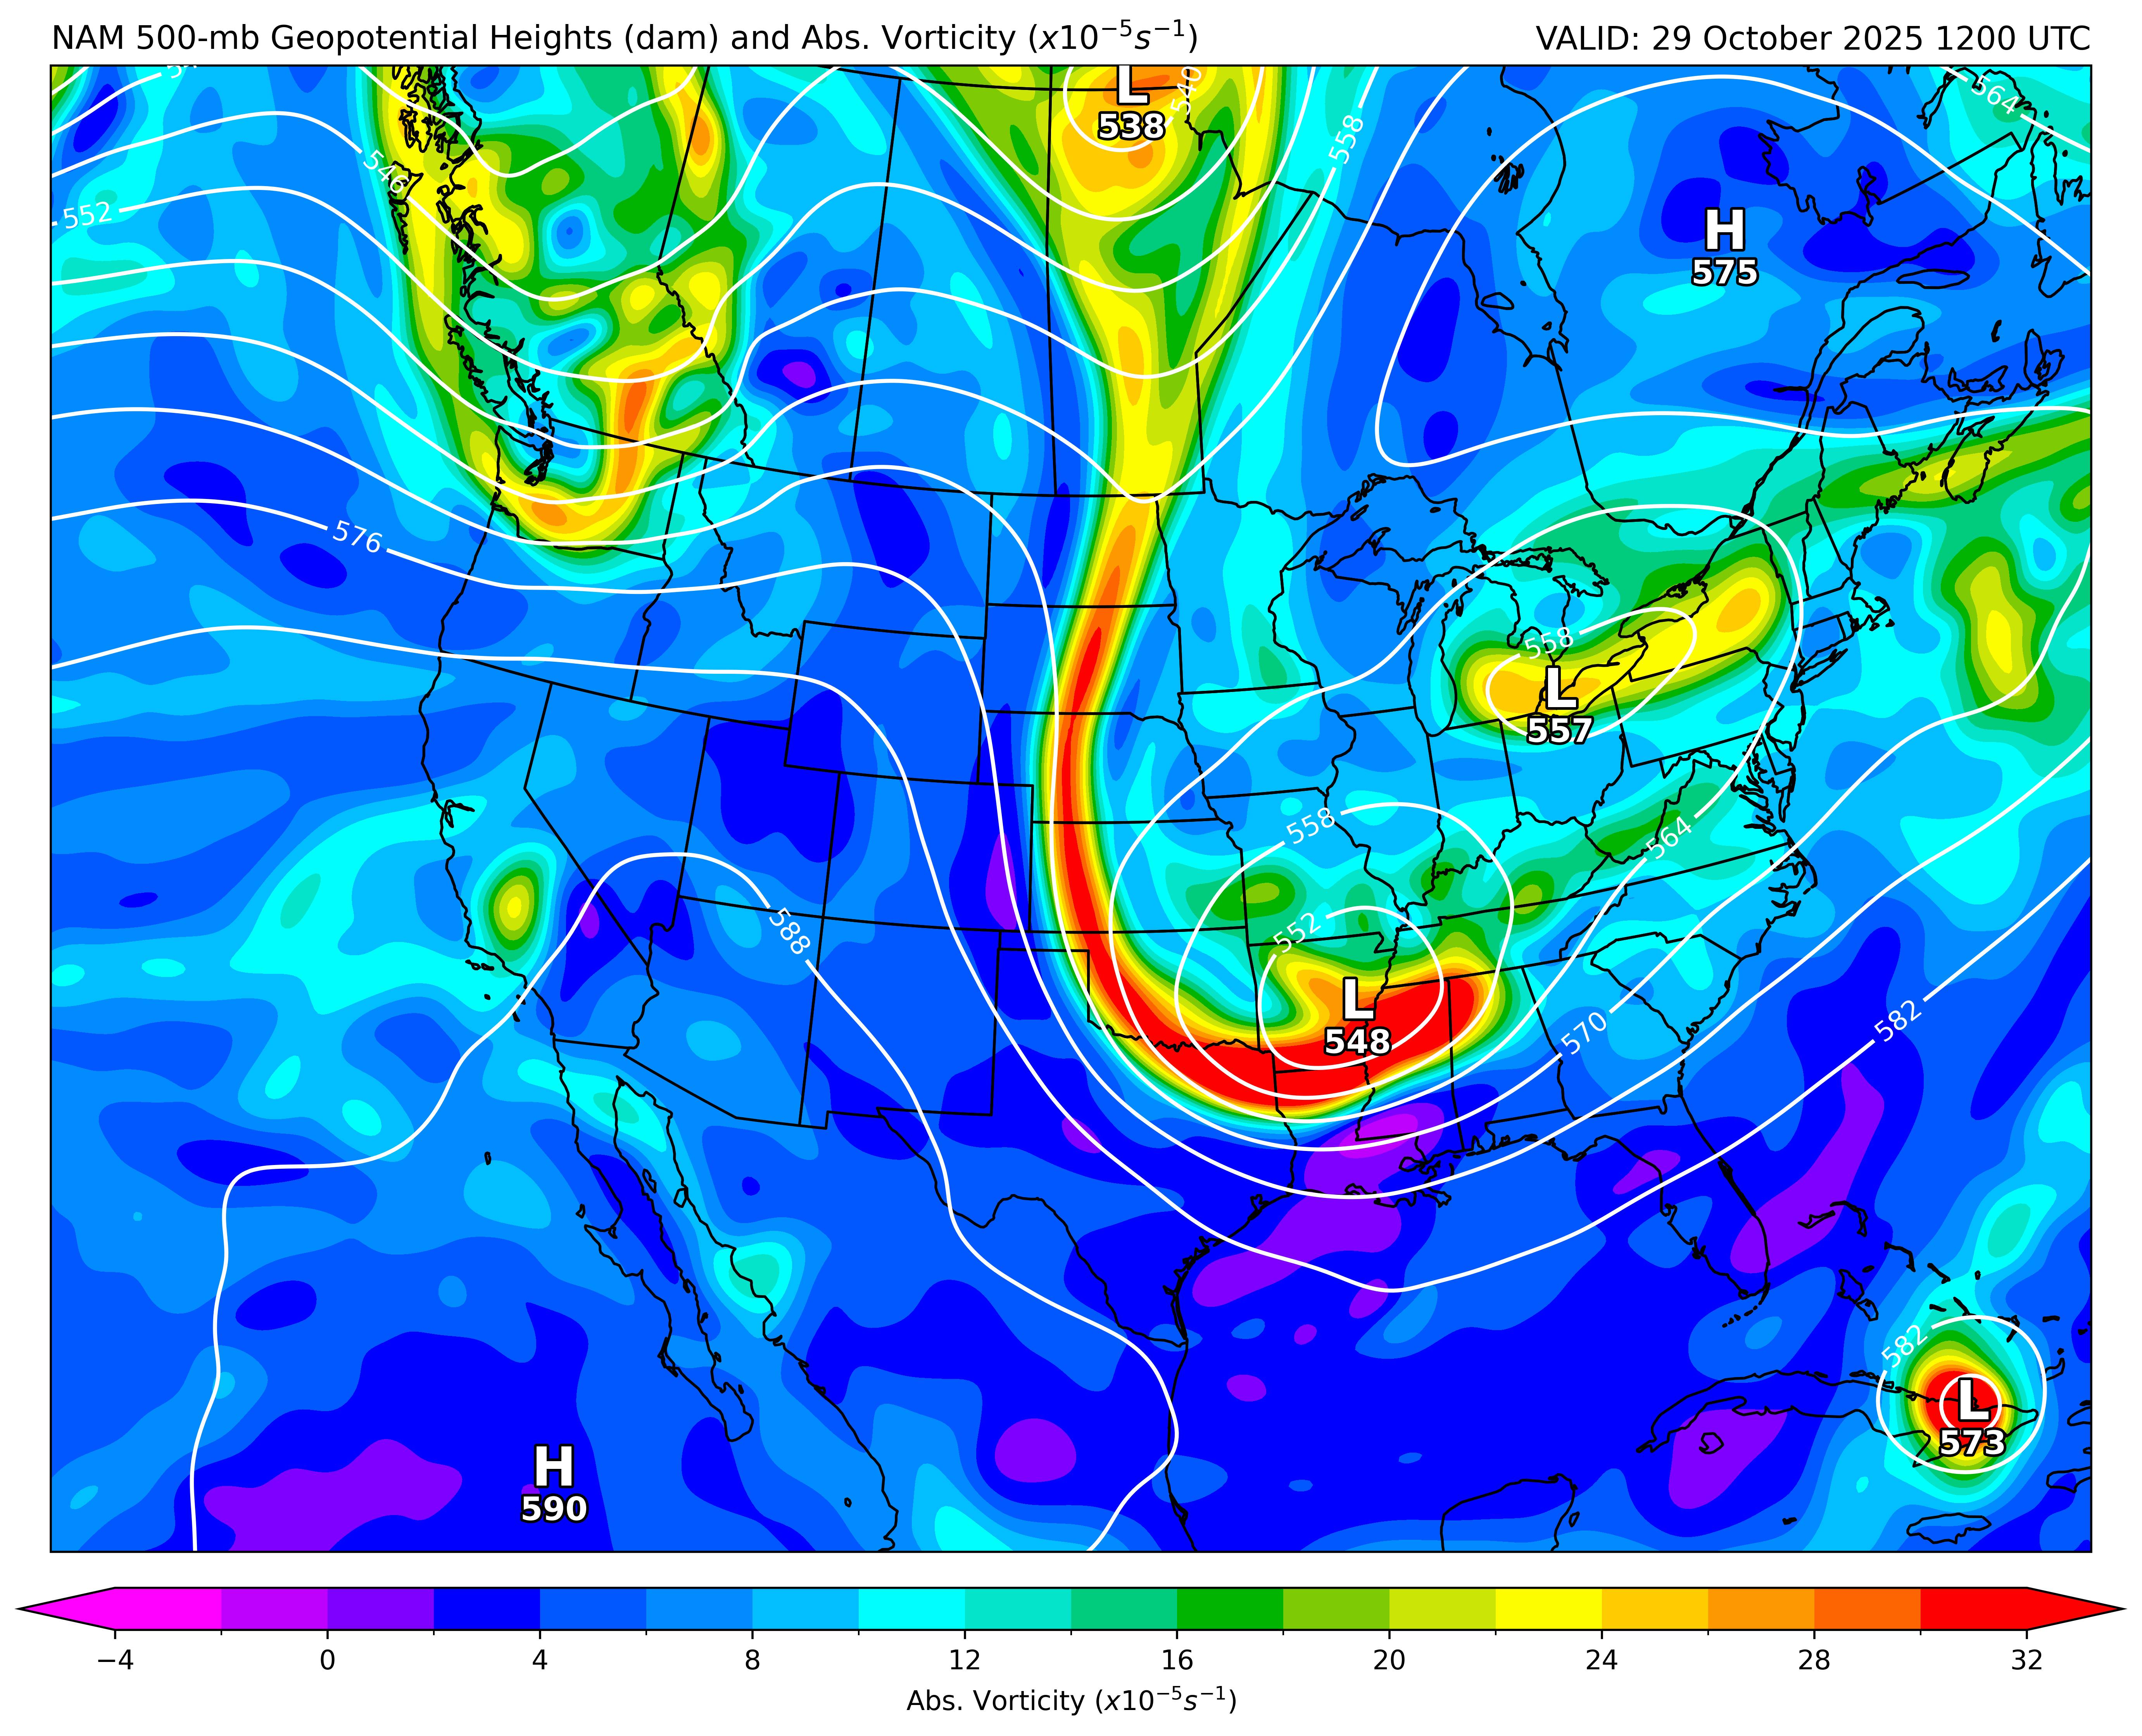 NAM 500-mb Geopotential Heights (dam) and Abs. Vorticity (x10⁻⁵s⁻¹) VALID: 29 October 2025 1200 UTC
L
538
540
558
564
546
552
H
575
576
558
L
557
558
564
588
552
L
548
570
582
582
L
573
H
590
−4 0 4 8 12 16 20 24 28 32
Abs. Vorticity (x10⁻⁵s⁻¹)